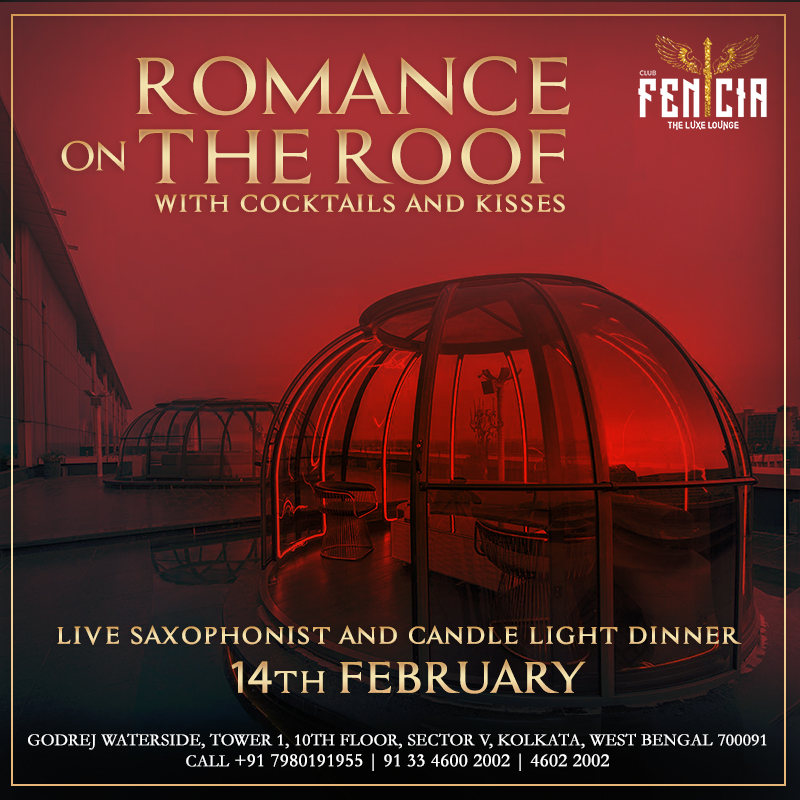 ROMANCE
ON THE ROOF
WITH COCKTAILS AND KISSES
CLUB
FENICIA
THE LUXE LOUNGE
LIVE SAXOPHONIST AND CANDLE LIGHT DINNER
14TH FEBRUARY
GODREJ WATERSIDE, TOWER 1, 10TH FLOOR, SECTOR V, KOLKATA, WEST BENGAL 700091
CALL +91 7980191955 | 91 33 4600 2002 | 4602 2002